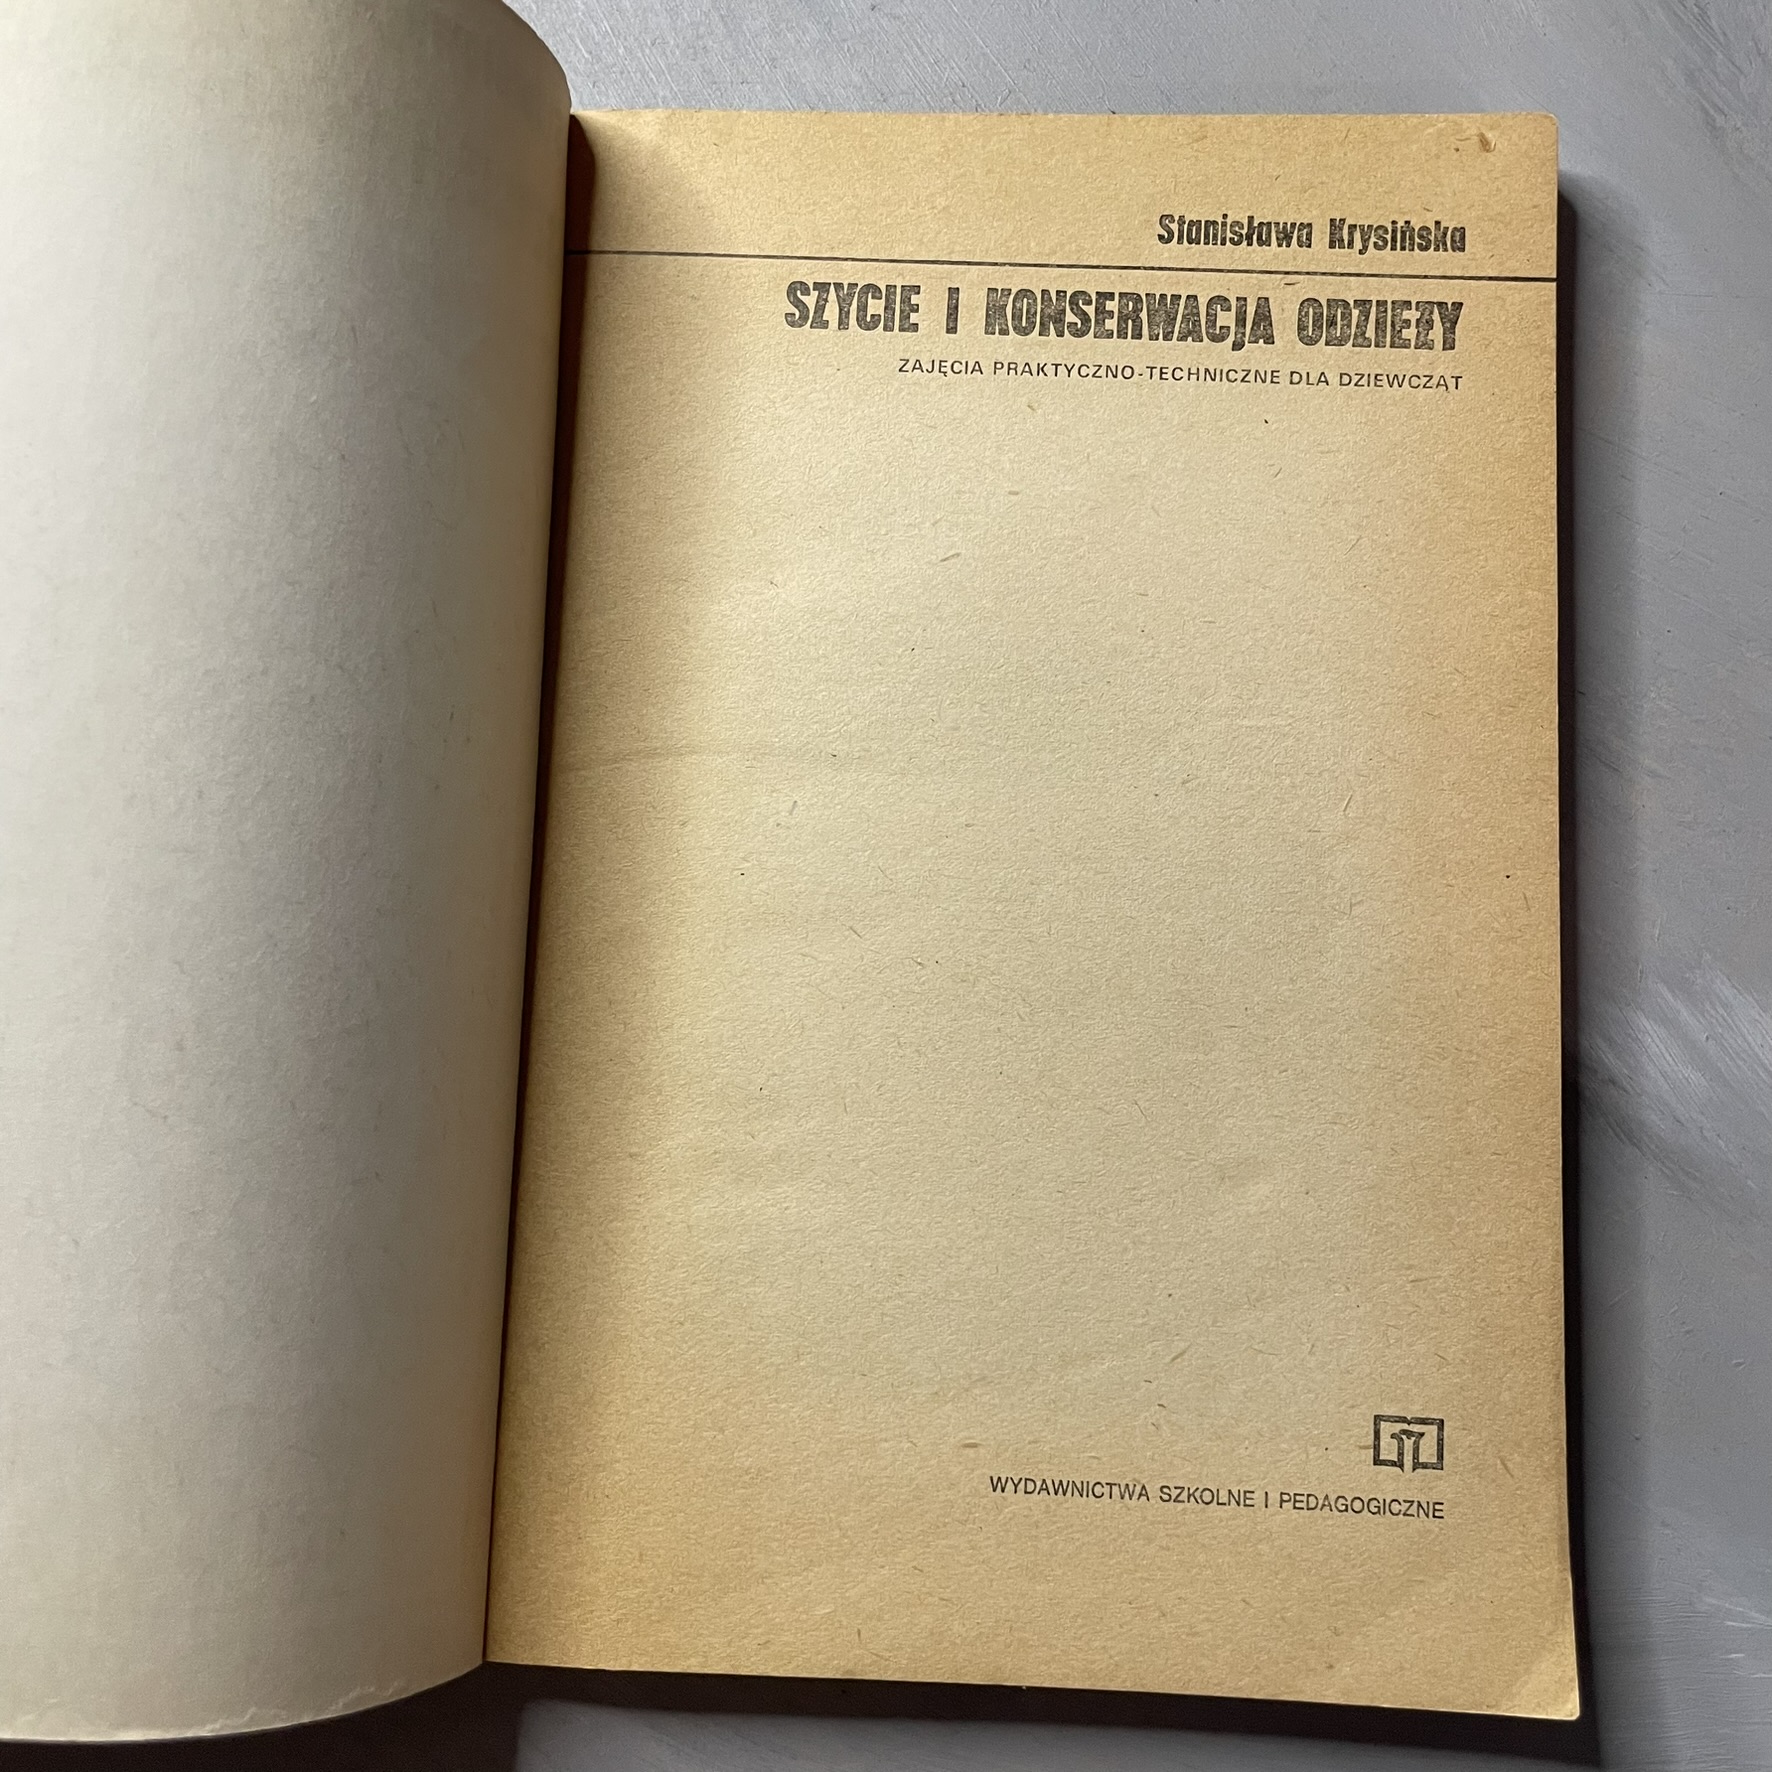 Stanisława Krysińska
SZYCIE I KONSERWACJA ODZIEŻY
ZAJĘCIA PRAKTYCZNO-TECHNICZNE DLA DZIEWCZĄT
WYDAWNICTWA SZKOLNE I PEDAGOGICZNE